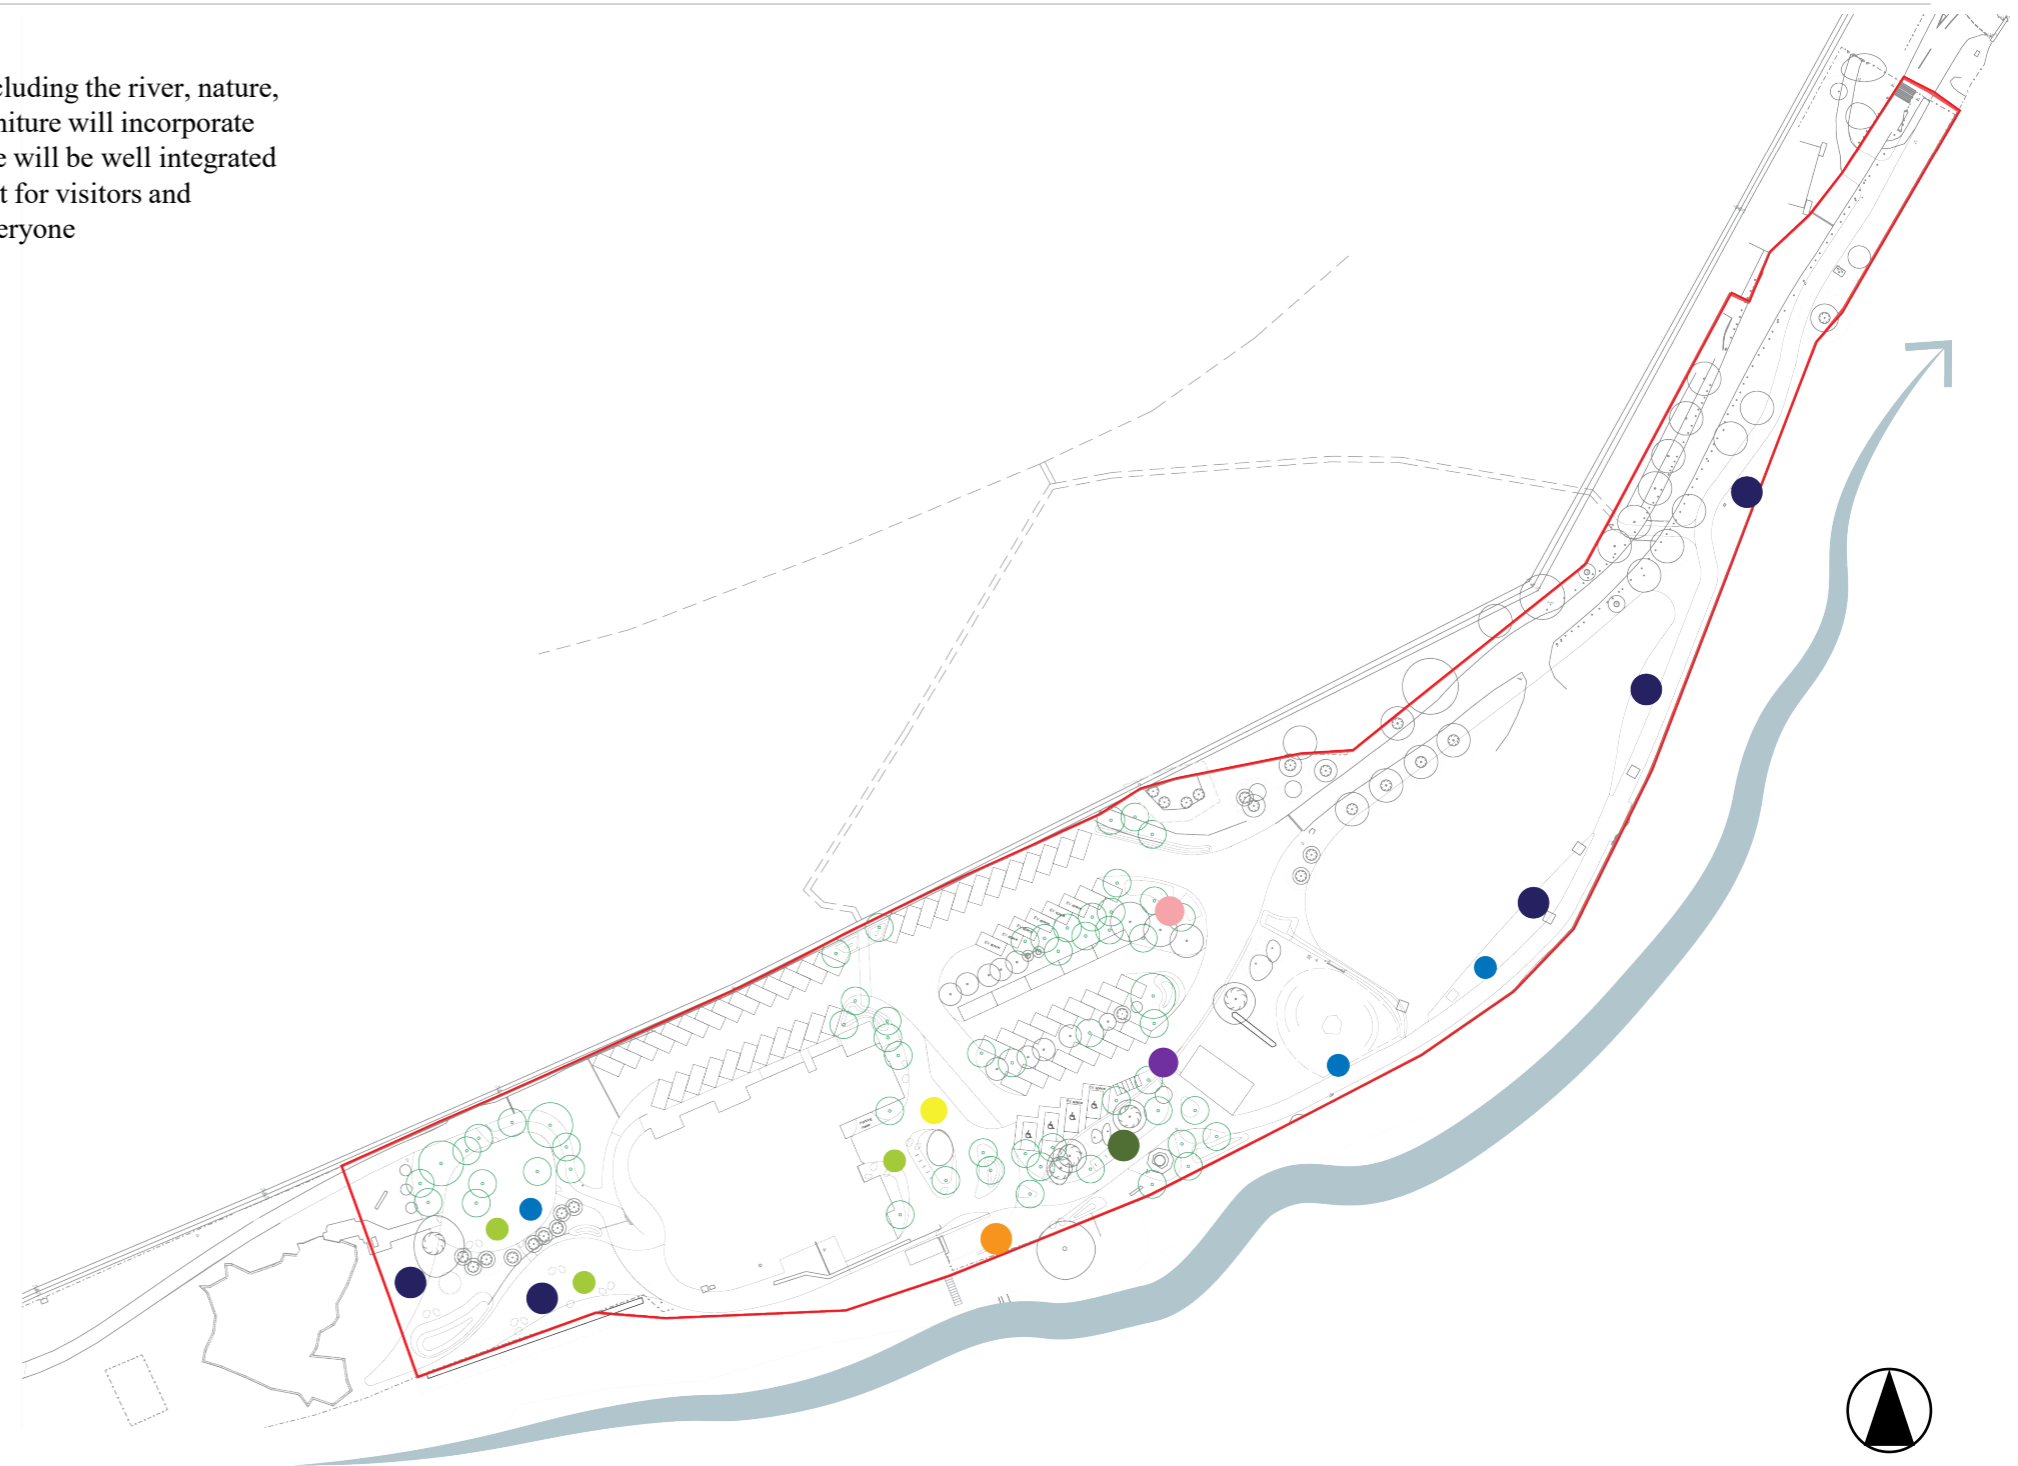 cluding the river, nature,
niture will incorporate
e will be well integrated
t for visitors and
eryone